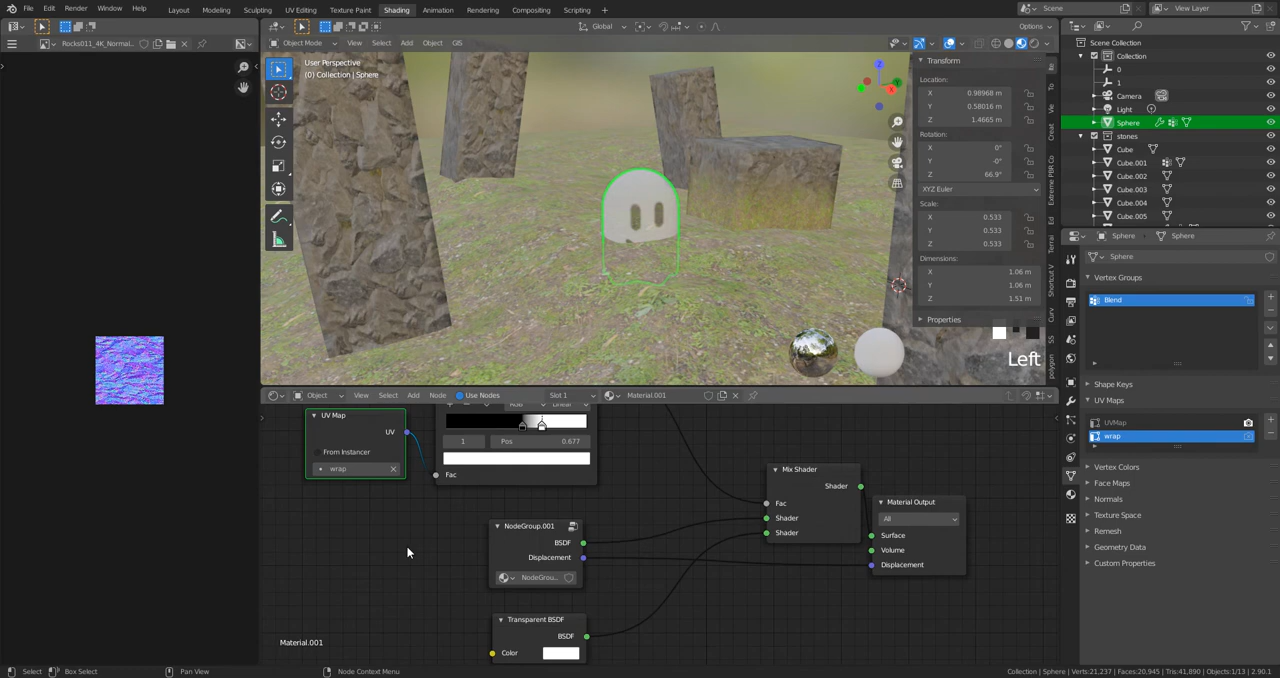 File Edit Render Window Help Layout Modeling Sculpting UV Editing Texture Paint Shading Animation Rendering Compositing Scripting + Scene View Layer
Rocks011_4K_Normal... Object Mode View Select Add Object GIS Global Options
User Perspective
(0) Collection | Sphere
Transform
Location:
X 0.98968 m
Y 0.58016 m
Z 1.4665 m
Rotation:
X 0°
Y -0°
Z 66.9°
XYZ Euler
Scale:
X 0.533
Y 0.533
Z 0.533
Dimensions:
X 1.06 m
Y 1.06 m
Z 1.51 m
Properties
Left
Scene Collection
Collection
0
1
Camera
Light
Sphere
stones
Cube
Cube.001
Cube.002
Cube.003
Cube.004
Cube.005
Sphere Sphere
Sphere
Vertex Groups
Blend
Shape Keys
UV Maps
UVMap
wrap
Vertex Colors
Face Maps
Normals
Texture Space
Remesh
Geometry Data
Custom Properties
Object View Select Add Node Use Nodes Slot 1 Material.001
UV Map
UV
From Instancer
wrap
RGB Linear
1 Pos 0.677
Fac
NodeGroup.001
BSDF
Displacement
NodeGrou...
Transparent BSDF
BSDF
Color
Mix Shader
Shader
Fac
Shader
Shader
Material Output
All
Surface
Volume
Displacement
Material.001
Select Box Select Pan View Node Context Menu Collection | Sphere | Verts:21,237 | Faces:20,945 | Tris:41,890 | Objects:1/13 | 2.90.1